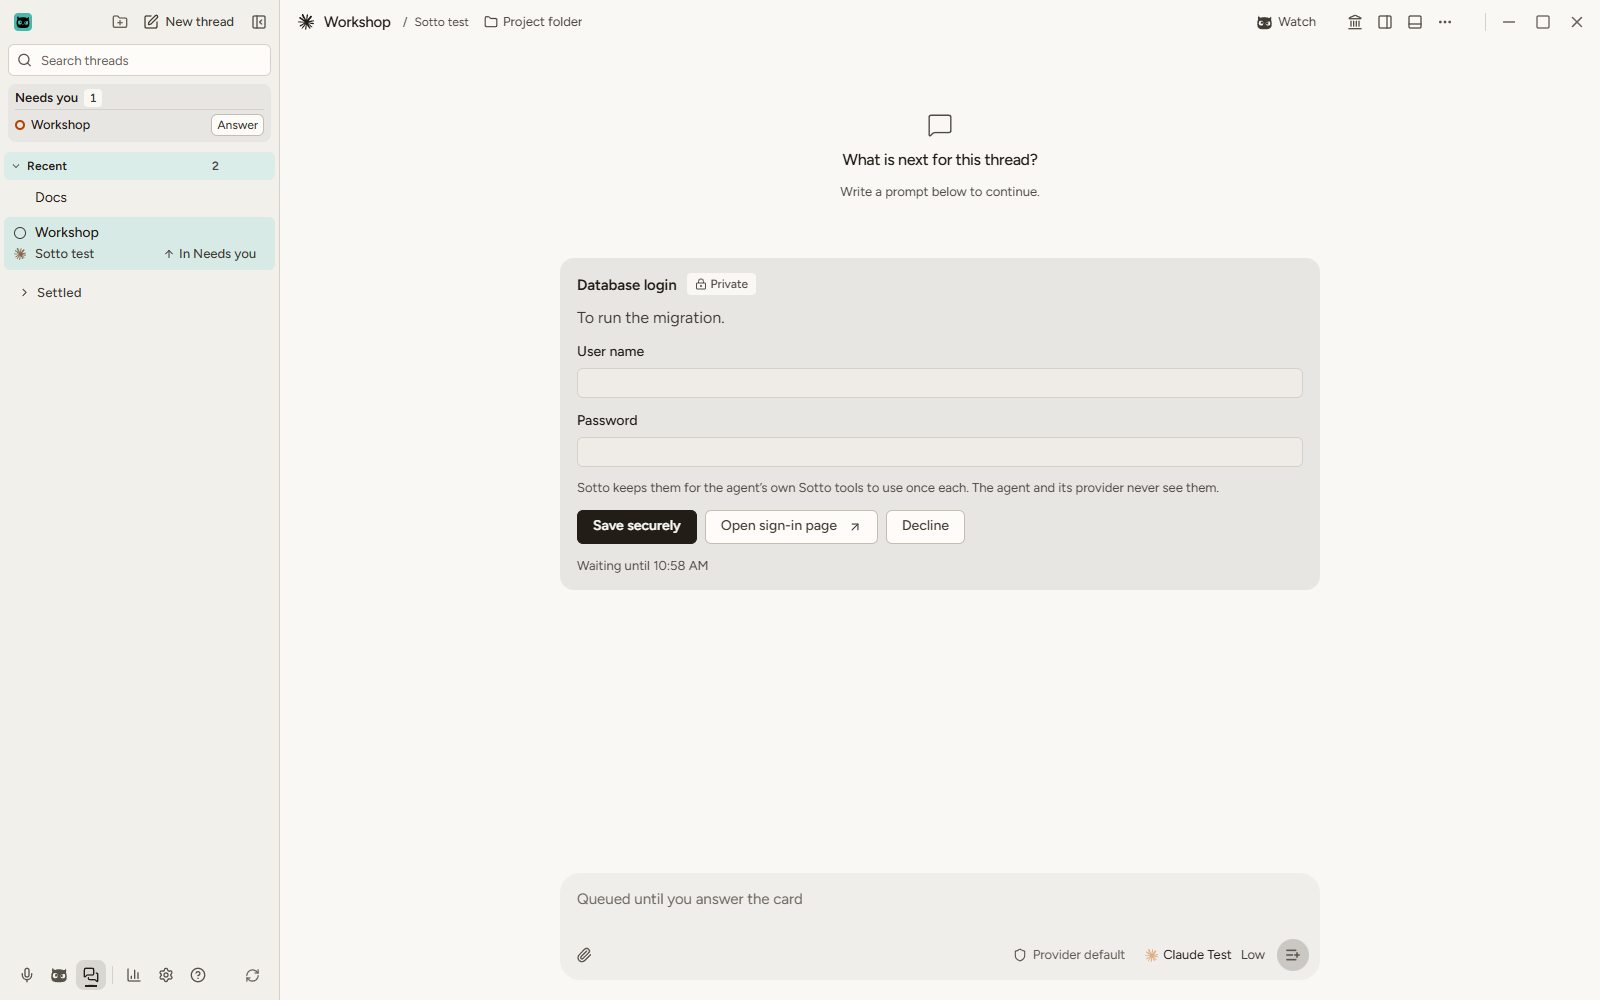 New thread
Search threads
Needs you 1
Workshop Answer
Recent 2
Docs
Workshop
Sotto test In Needs you
Settled
Workshop / Sotto test Project folder
Watch
What is next for this thread?
Write a prompt below to continue.
Database login Private
To run the migration.
User name
Password
Sotto keeps them for the agent's own Sotto tools to use once each. The agent and its provider never see them.
Save securely Open sign-in page Decline
Waiting until 10:58 AM
Queued until you answer the card
Provider default Claude Test Low